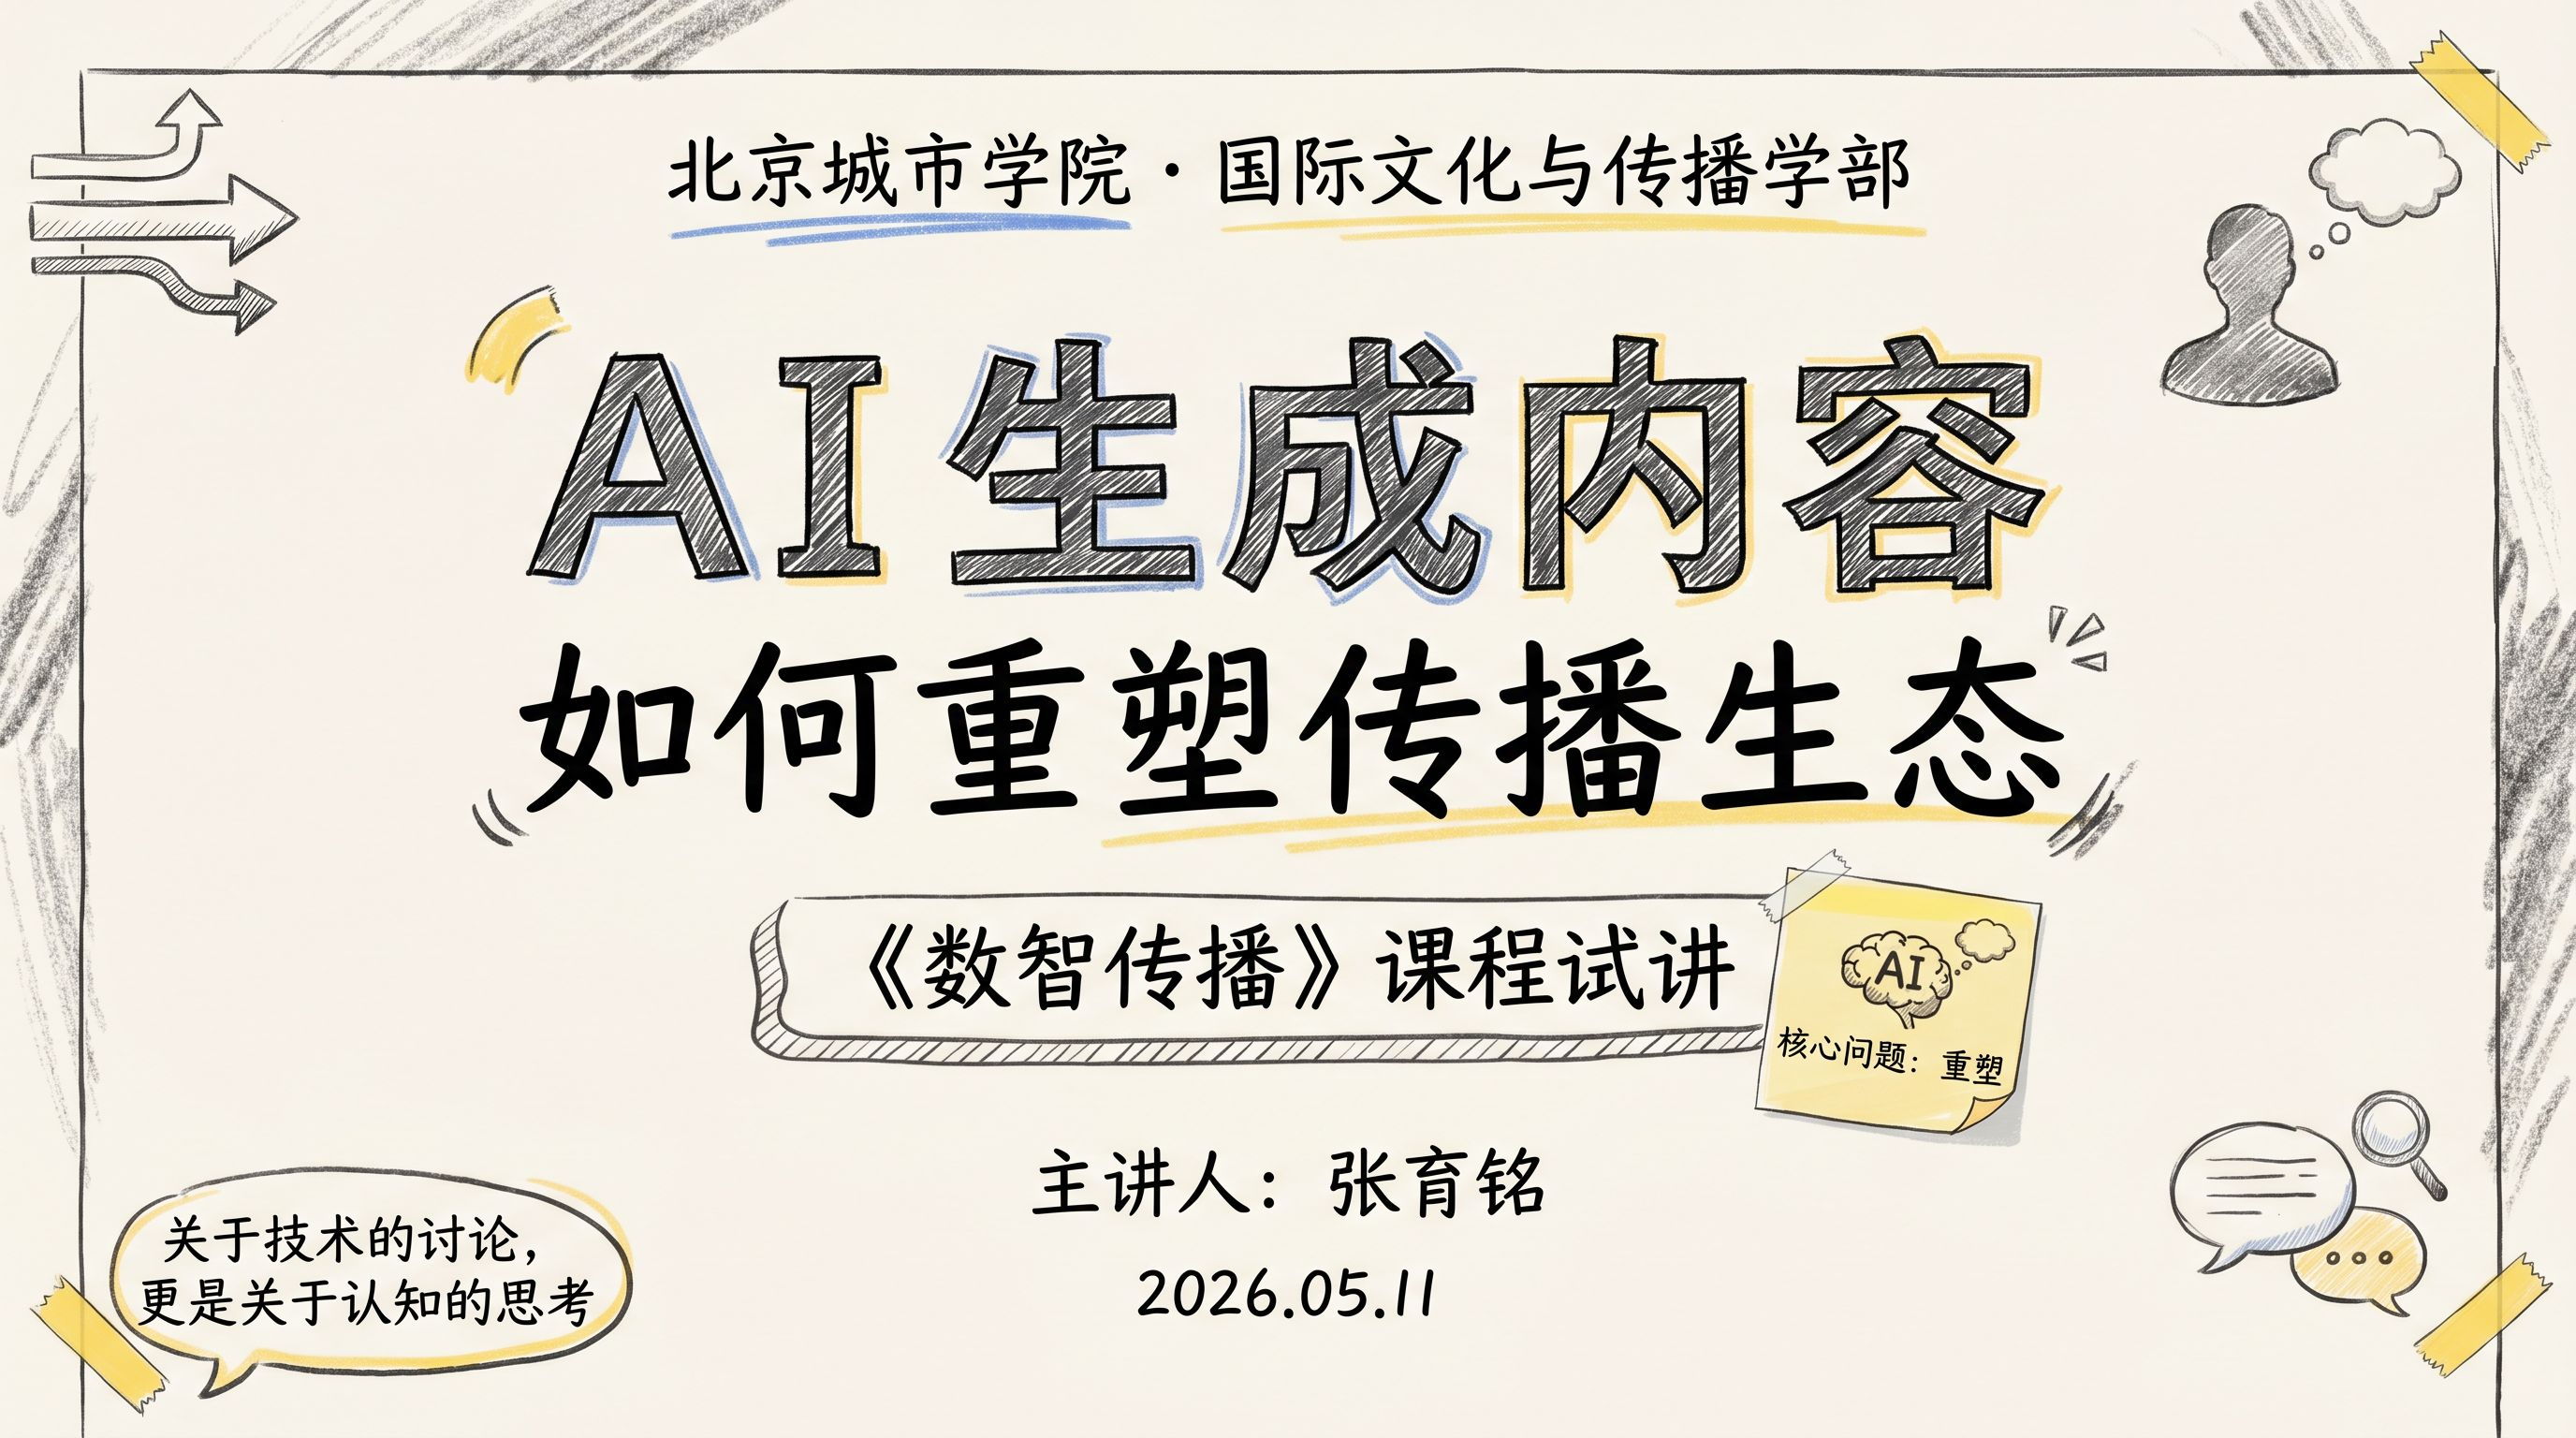 北京城市学院·国际文化与传播学部
AI生成内容
如何重塑传播生态
《数智传播》课程试讲
AI
核心问题：重塑
主讲人：张育铭
2026.05.11
关于技术的讨论，
更是关于认知的思考